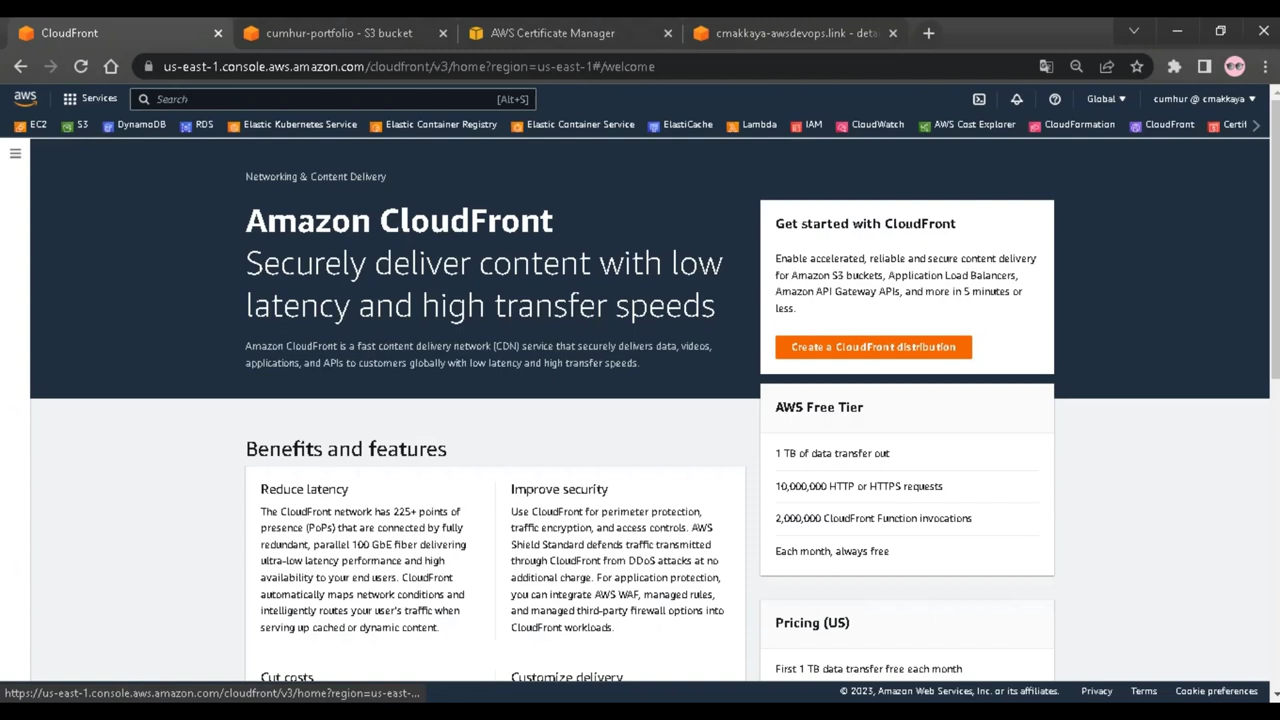 CloudFront
cumhur-portfolio - S3 bucket
AWS Certificate Manager
cmakkaya-awsdevops.link - deta
us-east-1.console.aws.amazon.com/cloudfront/v3/home?region=us-east-1#/welcome
aws
Services
Search
[Alt+S]
Global
cumhur @ cmakkaya
EC2
S3
DynamoDB
RDS
Elastic Kubernetes Service
Elastic Container Registry
Elastic Container Service
ElastiCache
Lambda
IAM
CloudWatch
AWS Cost Explorer
CloudFormation
CloudFront
Certif
Networking & Content Delivery
Amazon CloudFront
Securely deliver content with low
latency and high transfer speeds
Amazon CloudFront is a fast content delivery network (CDN) service that securely delivers data, videos,
applications, and APIs to customers globally with low latency and high transfer speeds.
Get started with CloudFront
Enable accelerated, reliable and secure content delivery
for Amazon S3 buckets, Application Load Balancers,
Amazon API Gateway APIs, and more in 5 minutes or
less.
Create a CloudFront distribution
AWS Free Tier
1 TB of data transfer out
10,000,000 HTTP or HTTPS requests
2,000,000 CloudFront Function invocations
Each month, always free
Pricing (US)
First 1 TB data transfer free each month
Benefits and features
Reduce latency
The CloudFront network has 225+ points of
presence (PoPs) that are connected by fully
redundant, parallel 100 GbE fiber delivering
ultra-low latency performance and high
availability to your end users. CloudFront
automatically maps network conditions and
intelligently routes your user's traffic when
serving up cached or dynamic content.
Improve security
Use CloudFront for perimeter protection,
traffic encryption, and access controls. AWS
Shield Standard defends traffic transmitted
through CloudFront from DDoS attacks at no
additional charge. For application protection,
you can integrate AWS WAF, managed rules,
and managed third-party firewall options into
CloudFront workloads.
Cut costs
Customize delivery
https://us-east-1.console.aws.amazon.com/cloudfront/v3/home?region=us-east-...
© 2023, Amazon Web Services, Inc. or its affiliates.
Privacy
Terms
Cookie preferences